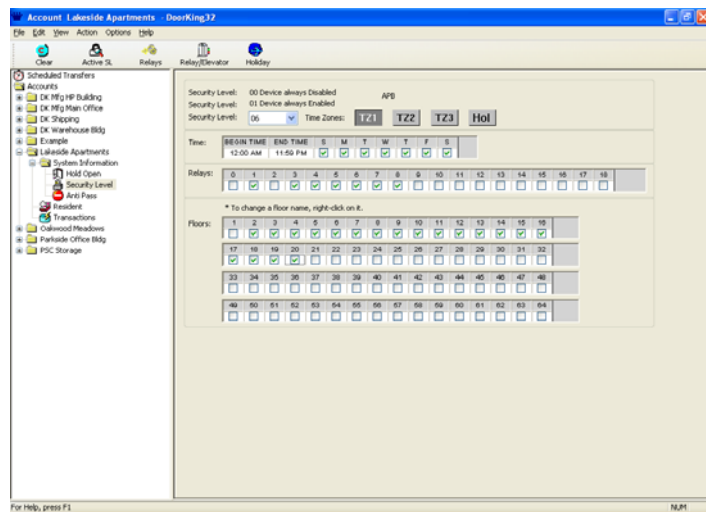 Account Lakeside Apartments - DoorKing32
File Edit View Action Options Help
Clear Active SL Relays Relay/Elevator Holiday
Scheduled Transfers
Accounts
DK Mfg HP Building
DK Mfg Main Office
DK Shipping
DK Warehouse Bldg
Example
Lakeside Apartments
System Information
Hold Open
Security Level
Anti Pass
Resident
Transactions
Oakwood Meadows
Parkside Office Bldg
PSC Storage
Security Level: 00 Device always Disabled APB
Security Level: 01 Device always Enabled
Security Level: 06 Time Zones: TZ1 TZ2 TZ3 Hol
Time: BEGIN TIME END TIME S M T W T F S
12:00 AM 11:59 PM
Relays: 0 1 2 3 4 5 6 7 8 9 10 11 12 13 14 15 16 17 18
* To change a floor name, right-click on it.
Floors: 1 2 3 4 5 6 7 8 9 10 11 12 13 14 15 16
17 18 19 20 21 22 23 24 25 26 27 28 29 30 31 32
33 34 35 36 37 38 39 40 41 42 43 44 45 46 47 48
49 50 51 52 53 54 55 56 57 58 59 60 61 62 63 64
For Help, press F1
NUM